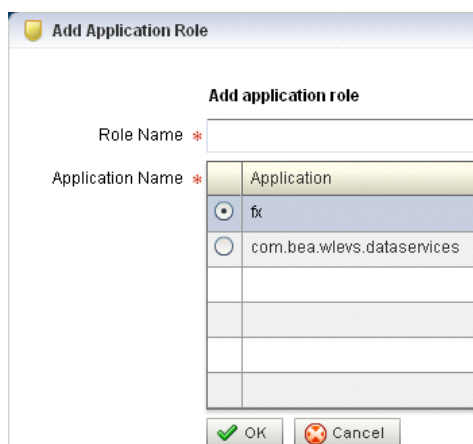 Add Application Role
Add application role
Role Name *
Application Name * Application
fx
com.bea.wlevs.dataservices
OK Cancel